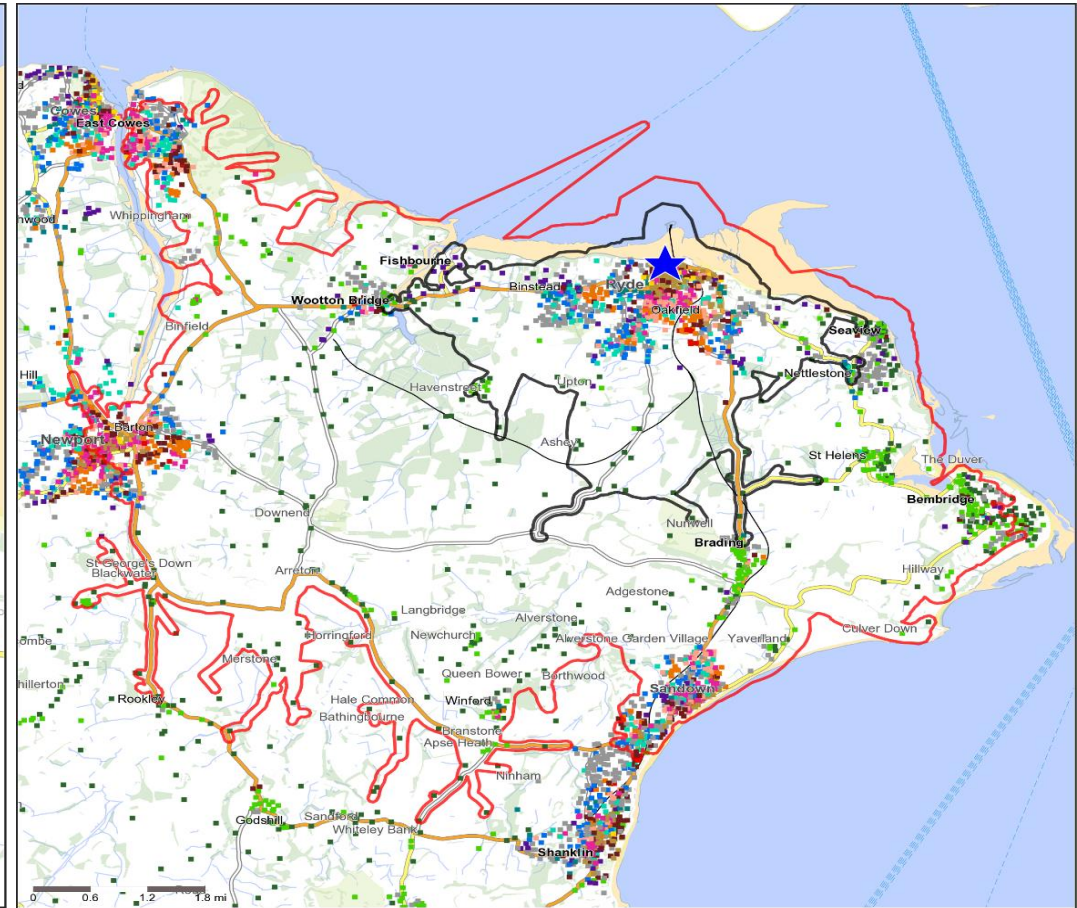 Cowes
East Cowes
nwood
Whippingham
Fishbourne
Wootton Bridge
Binstead
Ryde
Oakfield
Binfield
Seaview
Hill
Havenstreet
Upton
Nettlestone
Newport
Barton
Ashey
St Helens
The Duver
Bembridge
Downend
Nunwell
Brading
St George's Down
Blackwater
Arreton
Hillway
Adgestone
Langbridge
Alverstone
Culver Down
ombe
Horringford
Newchurch
Alverstone Garden Village
Yaverland
Merstone
Queen Bower
Borthwood
hillerton
Sandown
Rookley
Hale Common
Winford
Bathingbourne
Branstone
Apse Heath
Ninham
Godshill
Sandford
Whiteley Bank
Shanklin
0 0.6 1.2 1.8 mi